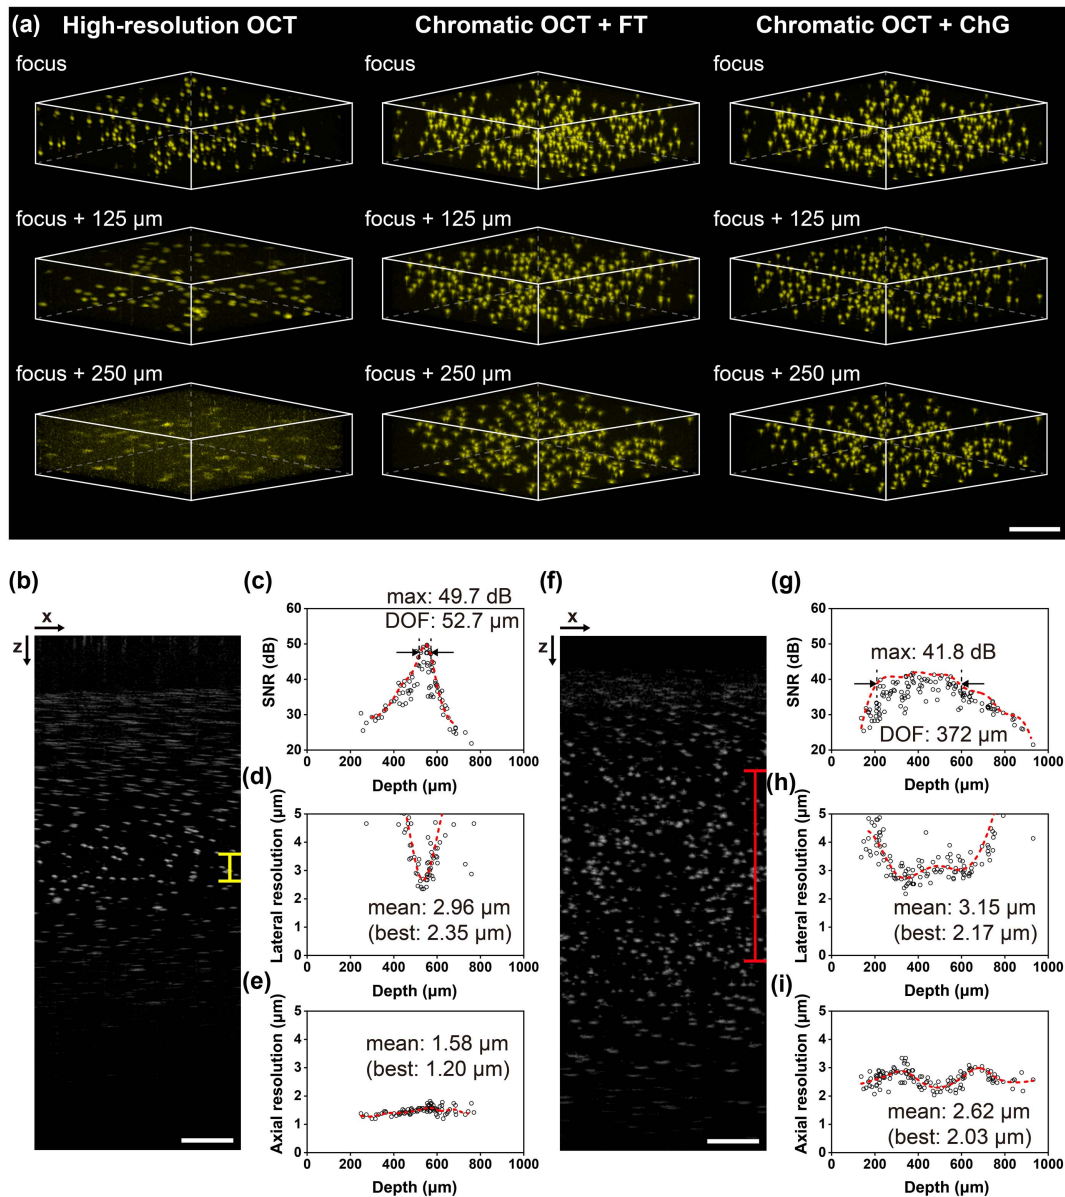 (a) High-resolution OCT Chromatic OCT + FT Chromatic OCT + ChG
focus focus focus
focus + 125 µm focus + 125 µm focus + 125 µm
focus + 250 µm focus + 250 µm focus + 250 µm
(b)
x
z
(c)
max: 49.7 dB
DOF: 52.7 µm
SNR (dB)
60
50
40
30
20
0 200 400 600 800 1000
Depth (µm)
(d)
Lateral resolution (µm)
5
4
3
2
1
0
mean: 2.96 µm
(best: 2.35 µm)
0 200 400 600 800 1000
Depth (µm)
(e)
Axial resolution (µm)
5
4
3
2
1
0
mean: 1.58 µm
(best: 1.20 µm)
0 200 400 600 800 1000
Depth (µm)
(f)
x
z
(g)
max: 41.8 dB
DOF: 372 µm
SNR (dB)
60
50
40
30
20
0 200 400 600 800 1000
Depth (µm)
(h)
Lateral resolution (µm)
5
4
3
2
1
0
mean: 3.15 µm
(best: 2.17 µm)
0 200 400 600 800 1000
Depth (µm)
(i)
Axial resolution (µm)
5
4
3
2
1
0
mean: 2.62 µm
(best: 2.03 µm)
0 200 400 600 800 1000
Depth (µm)